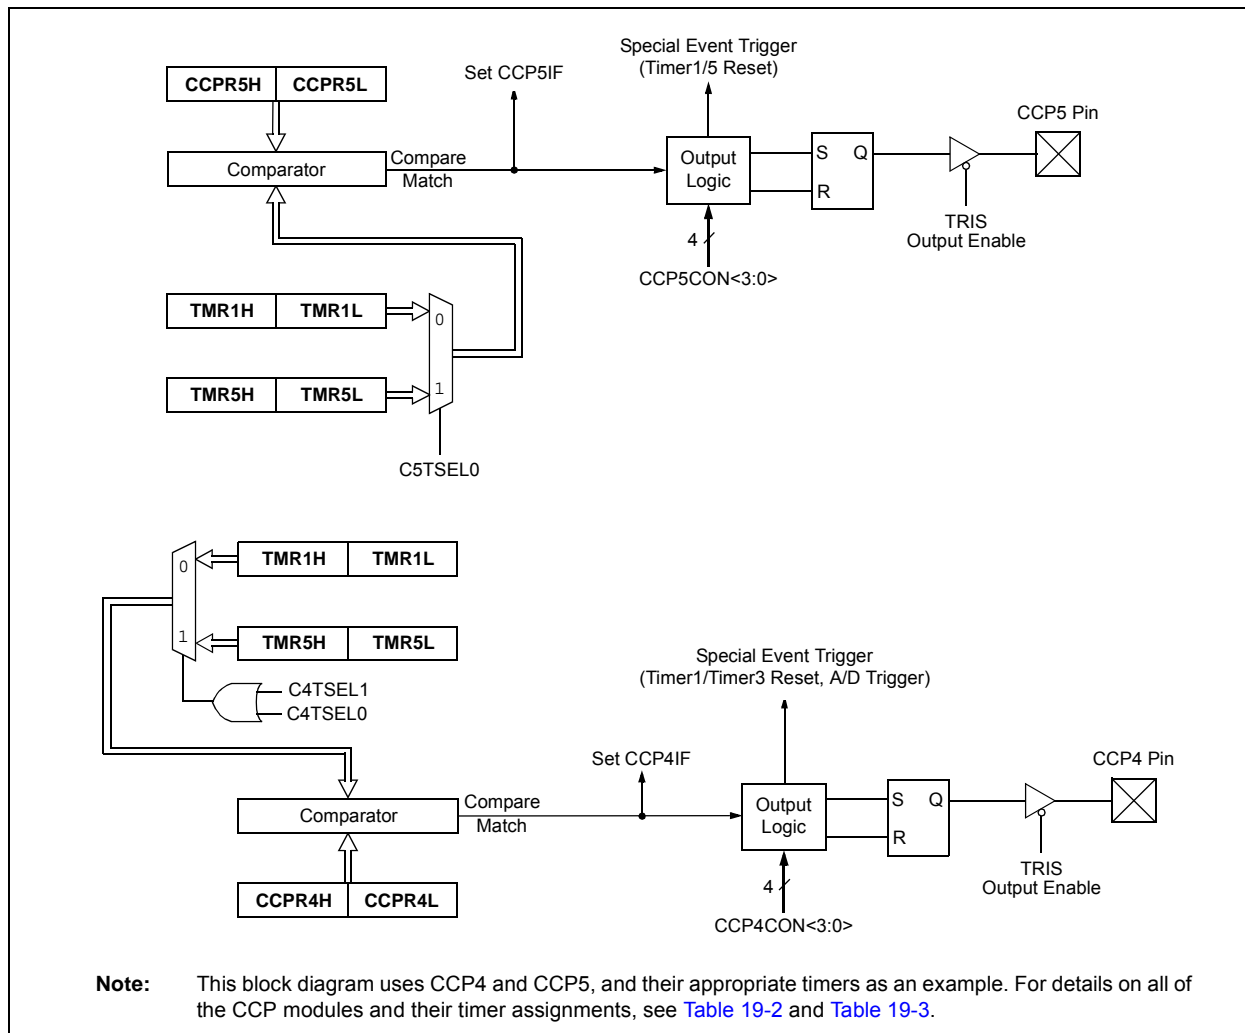 Special Event Trigger
(Timer1/5 Reset)
Set CCP5IF
CCPR5H CCPR5L
CCP5 Pin
Comparator
Compare
Match
Output
Logic
S Q
R
TRIS
Output Enable
4
CCP5CON<3:0>
TMR1H TMR1L
0
TMR5H TMR5L
1
C5TSEL0
0
TMR1H TMR1L
1
TMR5H TMR5L
C4TSEL1
C4TSEL0
Special Event Trigger
(Timer1/Timer3 Reset, A/D Trigger)
Set CCP4IF
CCP4 Pin
Comparator
Compare
Match
Output
Logic
S Q
R
TRIS
Output Enable
CCPR4H CCPR4L
4
CCP4CON<3:0>
Note: This block diagram uses CCP4 and CCP5, and their appropriate timers as an example. For details on all of
the CCP modules and their timer assignments, see Table 19-2 and Table 19-3.